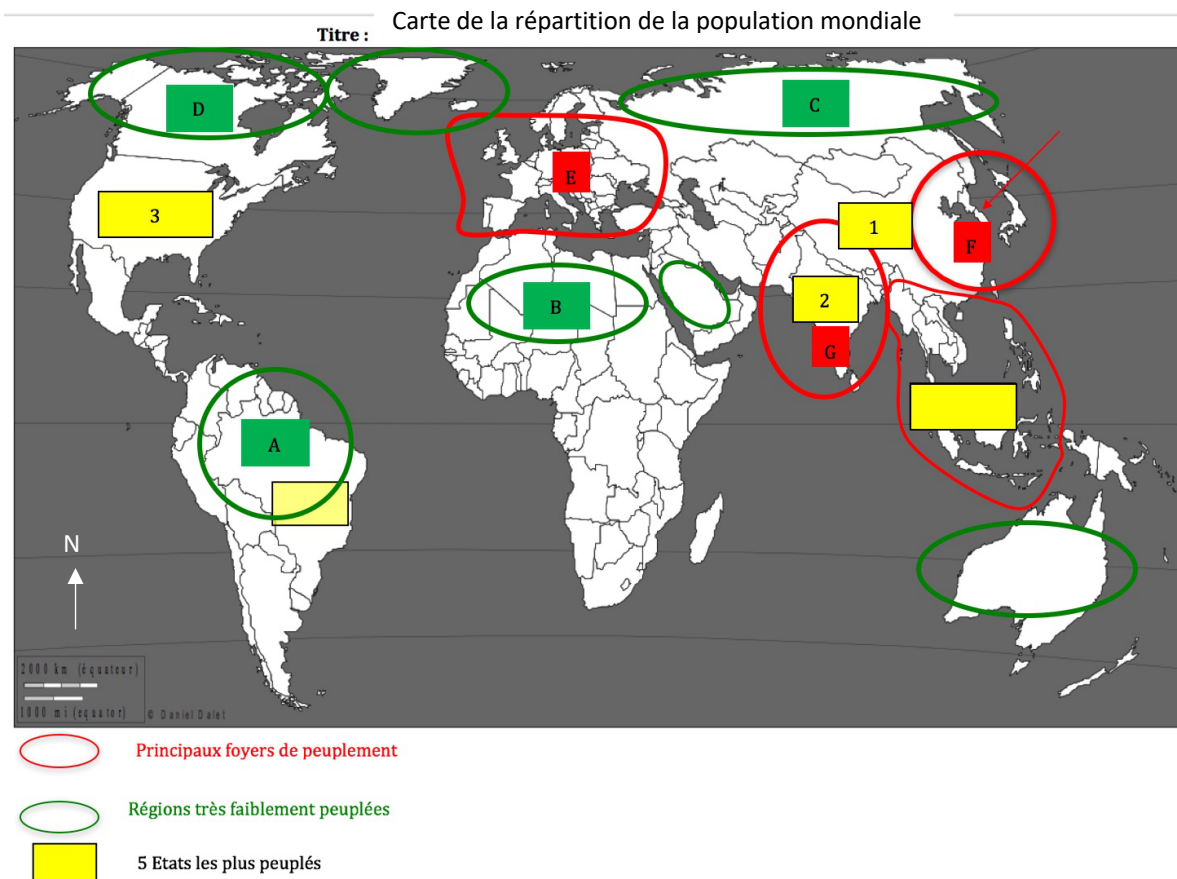 Carte de la répartition de la population mondiale
Titre :
D
C
E
3
1
F
B
2
G
A
N
2000 km (équateur)
1000 mi (equator)
© Daniel Dalet
Principaux foyers de peuplement
Régions très faiblement peuplées
5 Etats les plus peuplés